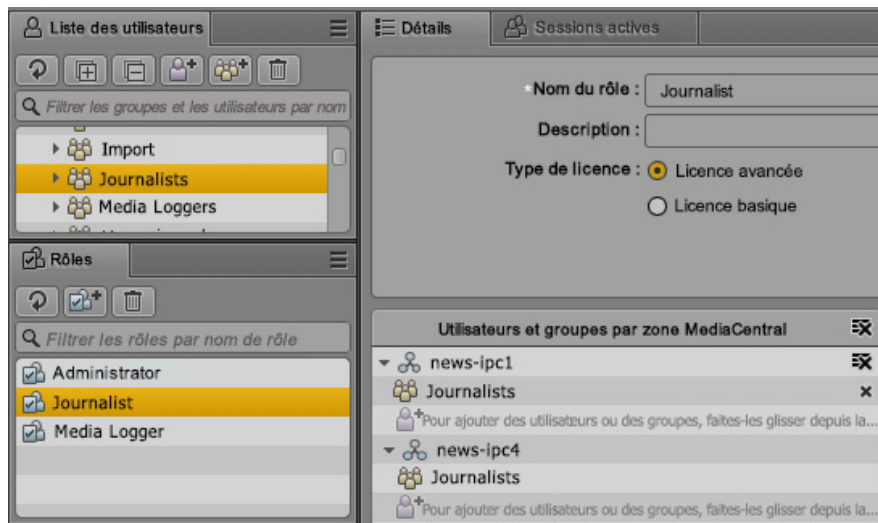 Liste des utilisateurs
Filtrer les groupes et les utilisateurs par nom
Import
Journalists
Media Loggers
Rôles
Filtrer les rôles par nom de rôle
Administrator
Journalist
Media Logger
Détails
Sessions actives
*Nom du rôle : Journalist
Description :
Type de licence : Licence avancée
Licence basique
Utilisateurs et groupes par zone MediaCentral
news-ipc1
Journalists
Pour ajouter des utilisateurs ou des groupes, faites-les glisser depuis la...
news-ipc4
Journalists
Pour ajouter des utilisateurs ou des groupes, faites-les glisser depuis la...